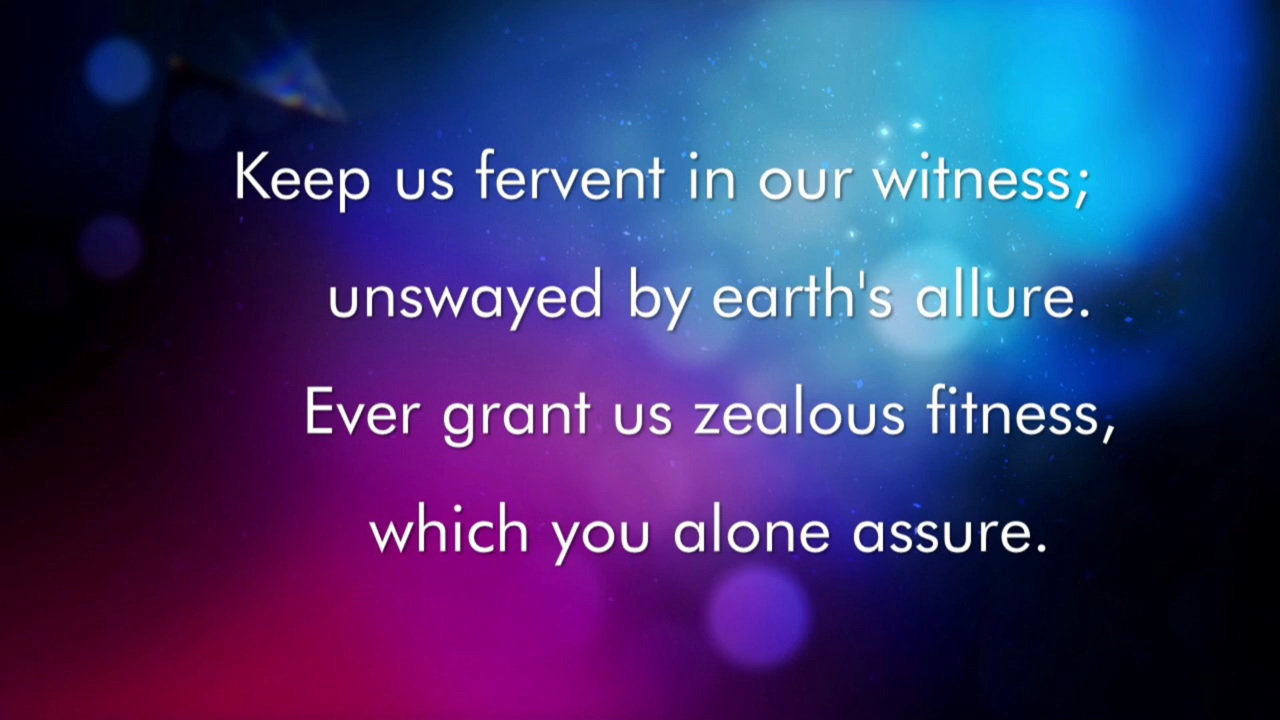 Keep us fervent in our witness;
unswayed by earth's allure.
Ever grant us zealous fitness,
which you alone assure.